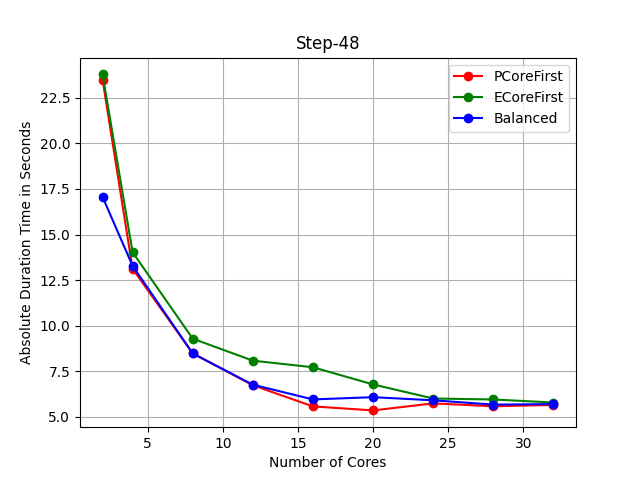 Step-48
PCoreFirst
ECoreFirst
Balanced
Absolute Duration Time in Seconds
22.5
20.0
17.5
15.0
12.5
10.0
7.5
5.0
5 10 15 20 25 30
Number of Cores